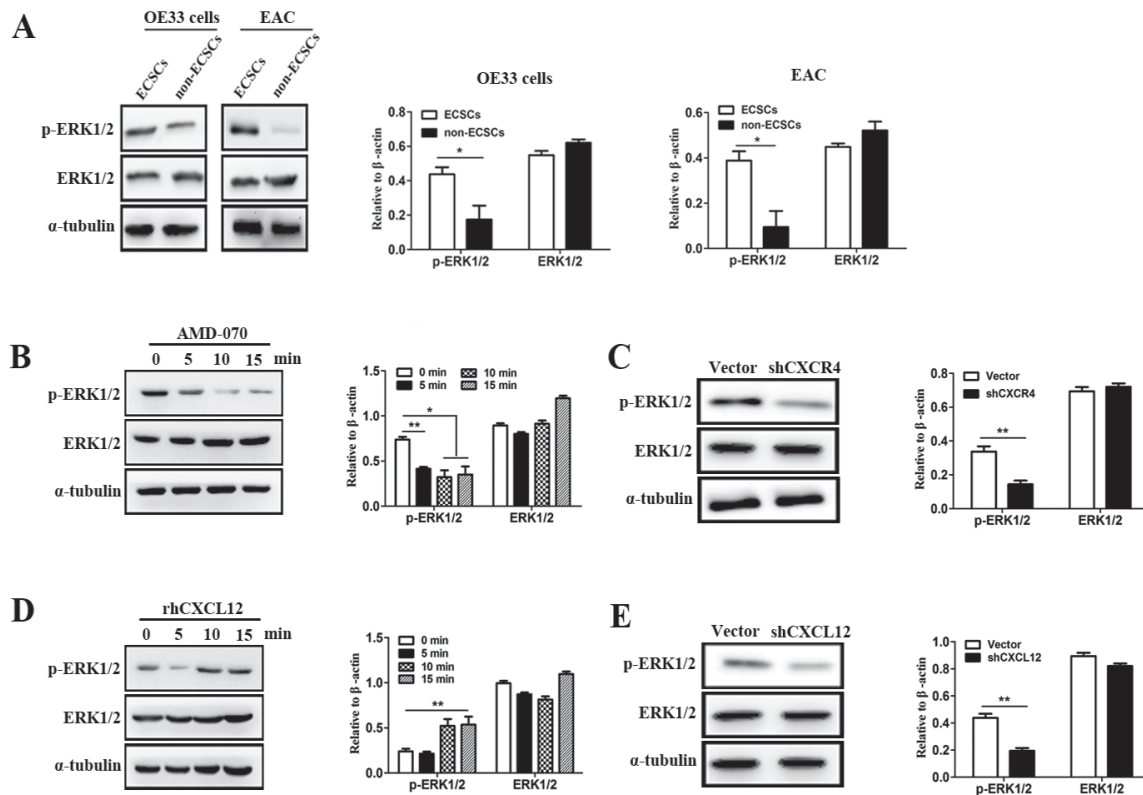 A
OE33 cells
EAC
ECSCs
non-ECSCs
ECSCs
non-ECSCs
p-ERK1/2
ERK1/2
α-tubulin
OE33 cells
ECSCs
non-ECSCs
Relative to β -actin
0.8
0.6
0.4
0.2
0.0
*
p-ERK1/2
ERK1/2
EAC
ECSCs
non-ECSCs
Relative to β -actin
0.6
0.4
0.2
0.0
*
p-ERK1/2
ERK1/2
B
AMD-070
0 5 10 15 min
p-ERK1/2
ERK1/2
α-tubulin
0 min
5 min
10 min
15 min
Relative to β -actin
1.5
1.0
0.5
0.0
*
**
p-ERK1/2
ERK1/2
C
Vector shCXCR4
p-ERK1/2
ERK1/2
α-tubulin
Vector
shCXCR4
Relative to β -actin
0.8
0.6
0.4
0.2
0.0
**
p-ERK1/2
ERK1/2
D
rhCXCL12
0 5 10 15 min
p-ERK1/2
ERK1/2
α-tubulin
0 min
5 min
10 min
15 min
Relative to β -actin
1.5
1.0
0.5
0.0
**
p-ERK1/2
ERK1/2
E
Vector shCXCL12
p-ERK1/2
ERK1/2
α-tubulin
Vector
shCXCL12
Relative to β -actin
1.0
0.8
0.6
0.4
0.2
0.0
**
p-ERK1/2
ERK1/2